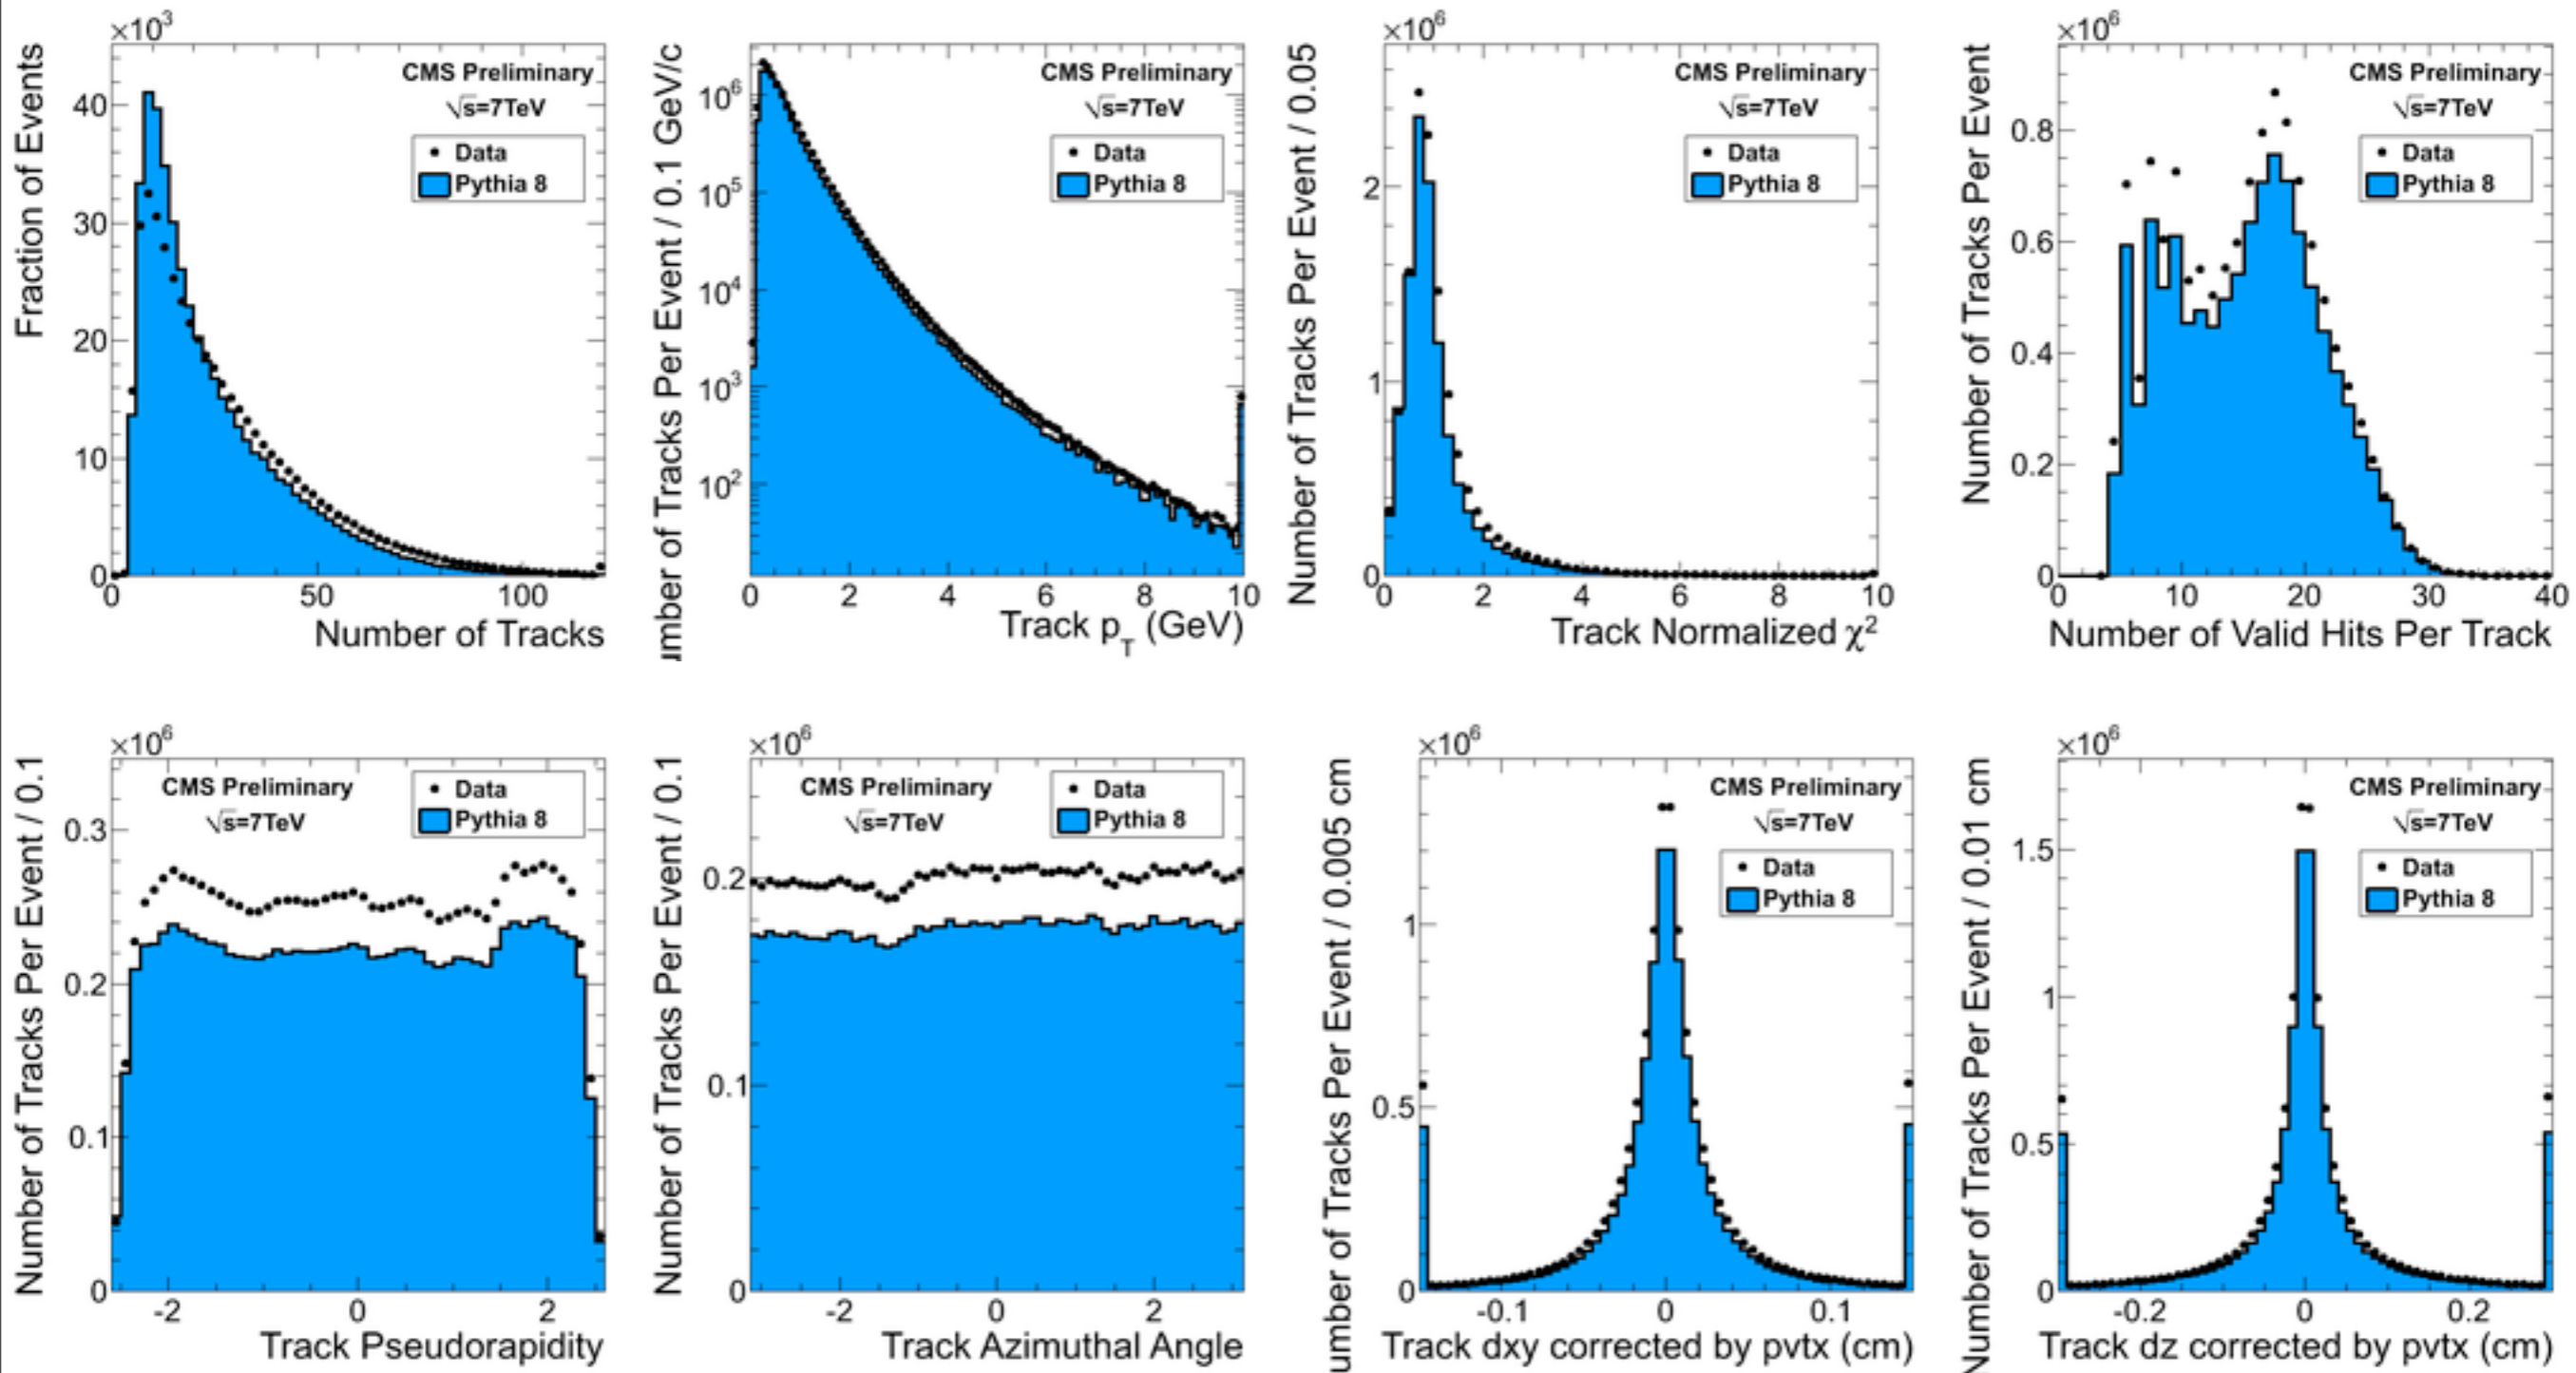 ×10³
Fraction of Events
40
30
20
10
0
CMS Preliminary
√s=7TeV
Data
Pythia 8
0 50 100
Number of Tracks
umber of Tracks Per Event / 0.1 GeV/c
10⁶
10⁵
10⁴
10³
10²
CMS Preliminary
√s=7TeV
Data
Pythia 8
0 2 4 6 8 10
Track p_T (GeV)
×10⁶
Number of Tracks Per Event / 0.05
2
1
0
CMS Preliminary
√s=7TeV
Data
Pythia 8
0 2 4 6 8 10
Track Normalized χ²
×10⁶
Number of Tracks Per Event
0.8
0.6
0.4
0.2
0
CMS Preliminary
√s=7TeV
Data
Pythia 8
0 10 20 30 40
Number of Valid Hits Per Track
×10⁶
Number of Tracks Per Event / 0.1
0.3
0.2
0.1
0
CMS Preliminary
√s=7TeV
Data
Pythia 8
-2 0 2
Track Pseudorapidity
×10⁶
Number of Tracks Per Event / 0.1
0.2
0.1
0
CMS Preliminary
√s=7TeV
Data
Pythia 8
-2 0 2
Track Azimuthal Angle
×10⁶
umber of Tracks Per Event / 0.005 cm
1
0.5
0
CMS Preliminary
√s=7TeV
Data
Pythia 8
-0.1 0 0.1
Track dxy corrected by pvtx (cm)
×10⁶
Number of Tracks Per Event / 0.01 cm
1.5
1
0.5
0
CMS Preliminary
√s=7TeV
Data
Pythia 8
-0.2 0 0.2
Track dz corrected by pvtx (cm)